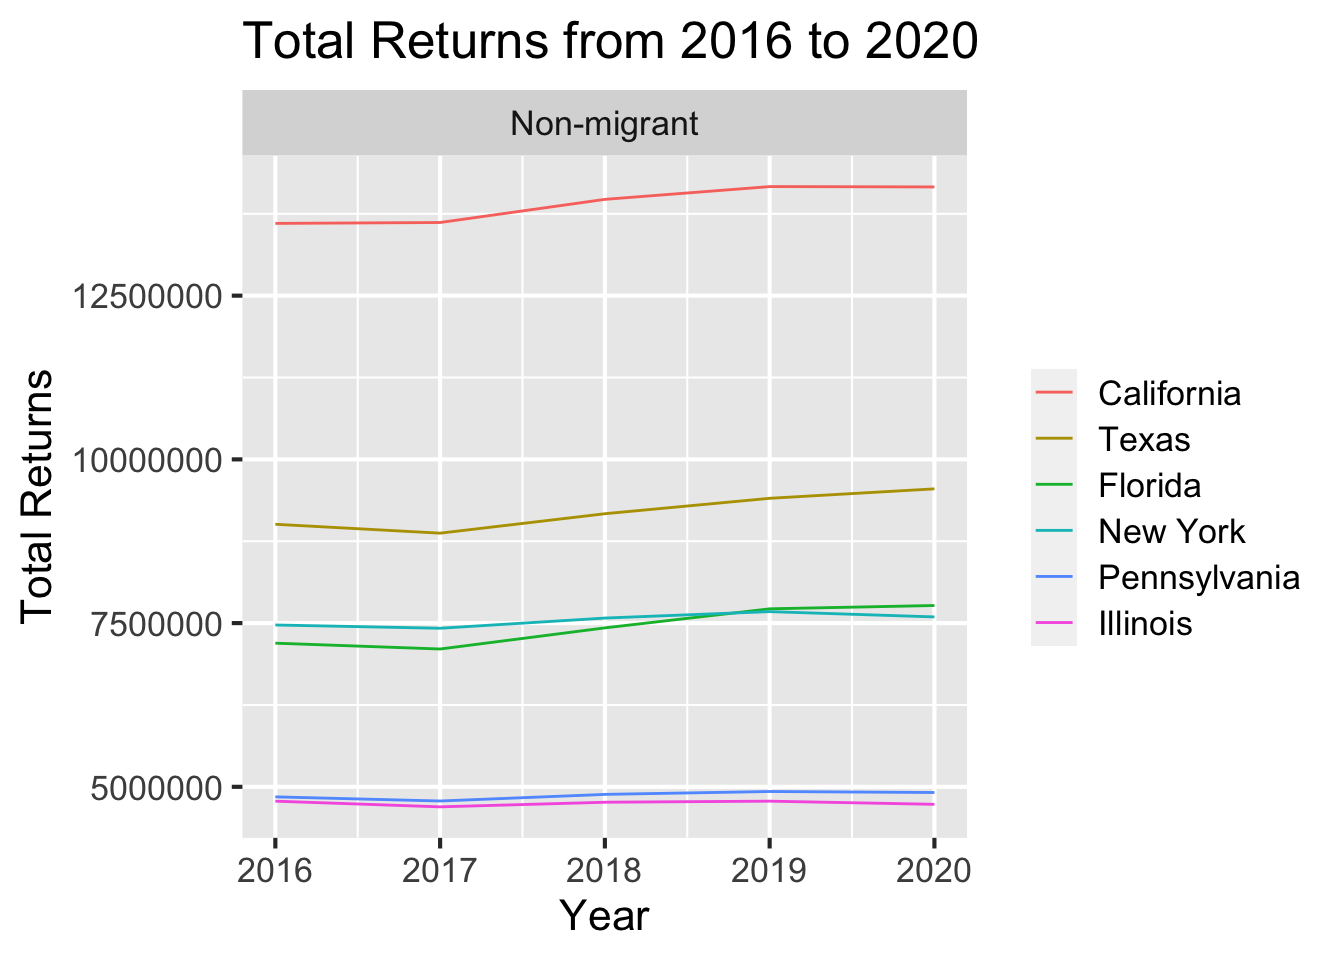 Total Returns from 2016 to 2020
Non-migrant
Total Returns
12500000
10000000
7500000
5000000
2016 2017 2018 2019 2020
Year
California
Texas
Florida
New York
Pennsylvania
Illinois